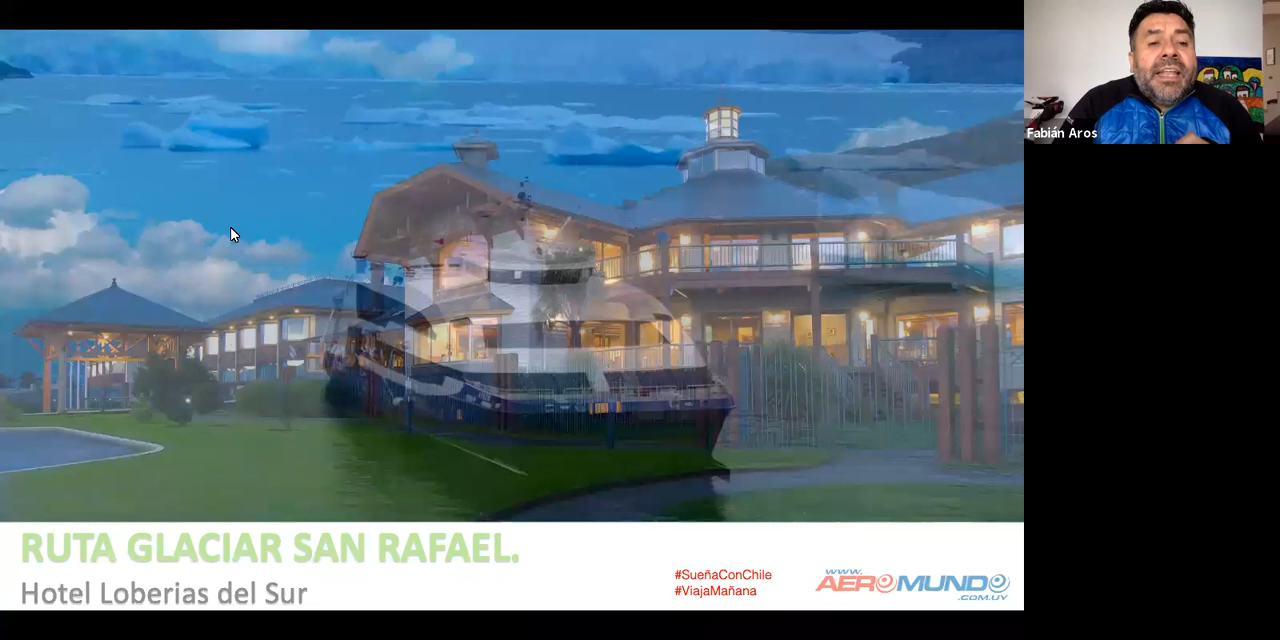 Fabián Aros
RUTA GLACIAR SAN RAFAEL.
Hotel Loberias del Sur
#SueñaConChile
#ViajaMañana
WWW.
AEROMUNDO
.COM.UY